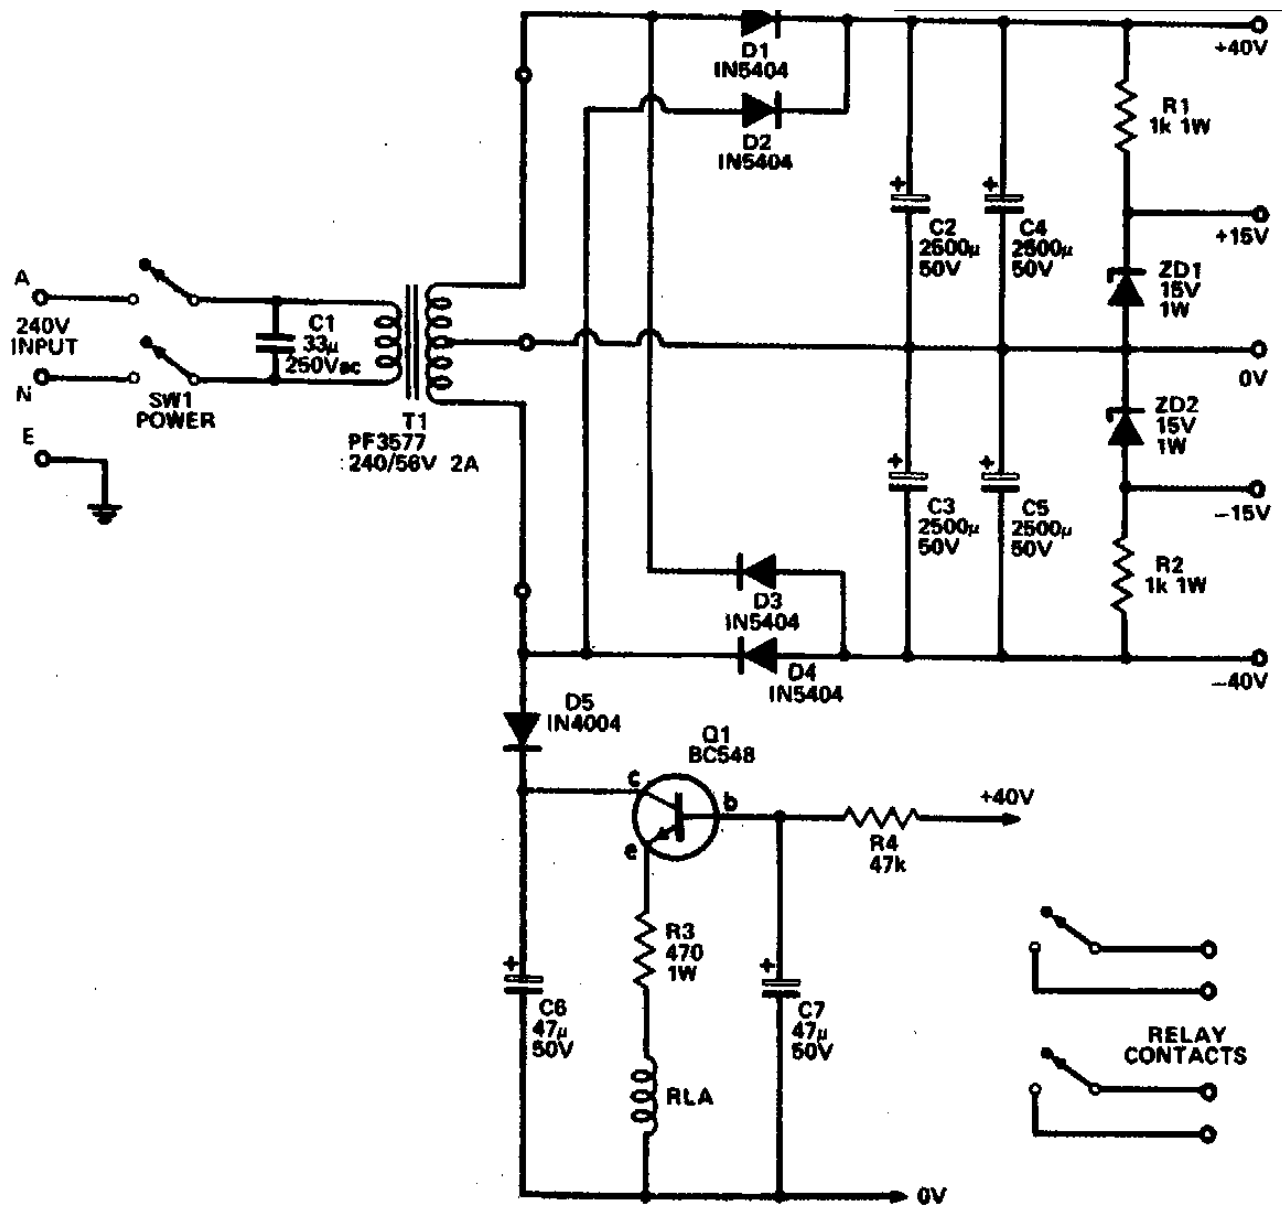 D1
IN5404
D2
IN5404
+40V
R1
1k 1W
C2
2500μ
50V
C4
2500μ
50V
+15V
ZD1
15V
1W
A
240V
INPUT
N
SW1
POWER
E
C1
33μ
250Vac
T1
PF3577
240/56V 2A
0V
ZD2
15V
1W
C3
2500μ
50V
C5
2500μ
50V
−15V
R2
1k 1W
D3
IN5404
D4
IN5404
−40V
D5
IN4004
Q1
BC548
c
b
e
+40V
R4
47k
R3
470
1W
C6
47μ
50V
C7
47μ
50V
RLA
RELAY
CONTACTS
0V